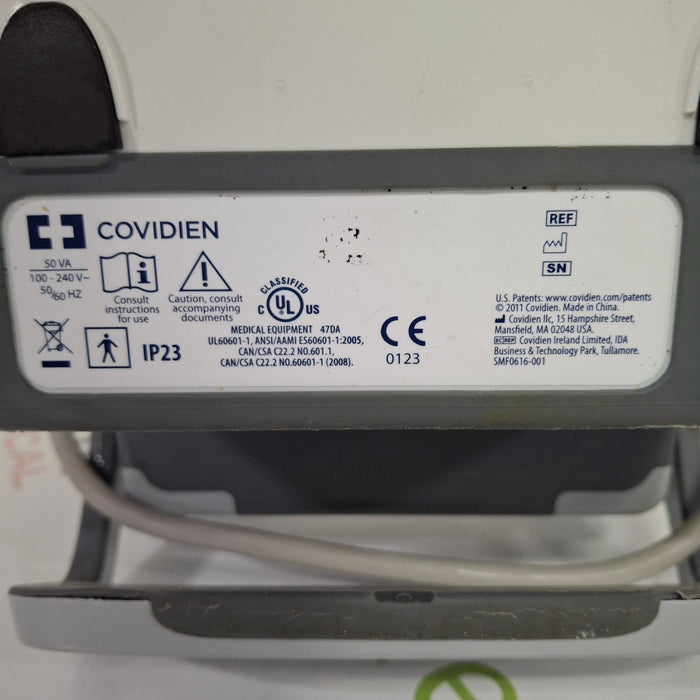 COVIDIEN
50 VA
100 - 240 V~
50/60 HZ
Consult
instructions
for use
Caution, consult
accompanying
documents
CLASSIFIED
C UL US
MEDICAL EQUIPMENT 47DA
UL60601-1, ANSI/AAMI ES60601-1:2005,
CAN/CSA C22.2 NO.601.1,
CAN/CSA C22.2 NO.60601-1 (2008).
IP23
CE
0123
REF
SN
U.S. Patents: www.covidien.com/patents
© 2011 Covidien. Made in China.
Covidien llc, 15 Hampshire Street,
Mansfield, MA 02048 USA.
EC REP Covidien Ireland Limited, IDA
Business & Technology Park, Tullamore.
SMF0616-001
CAL
e